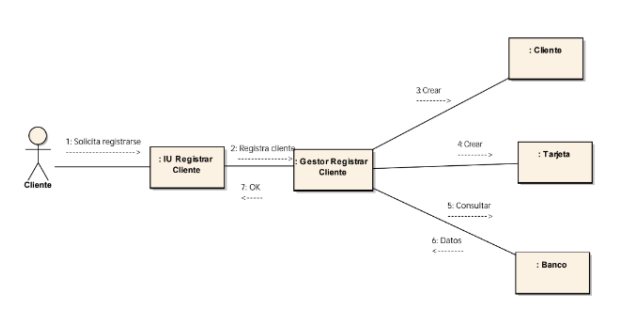 : Cliente
3: Crear
1: Solicita registrarse
2: Registra cliente
4: Crear
: Tarjeta
: IU Registrar
Cliente
: Gestor Registrar
Cliente
Cliente
7: OK
5: Consultar
6: Datos
: Banco